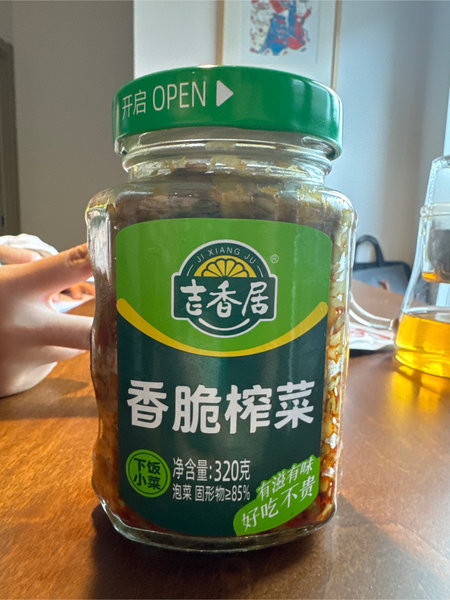 开启 OPEN
JI XIANG JU
®
吉香居
香脆榨菜
下饭
小菜
净含量:320克
泡菜 固形物≥85%
有滋有味
好吃不贵